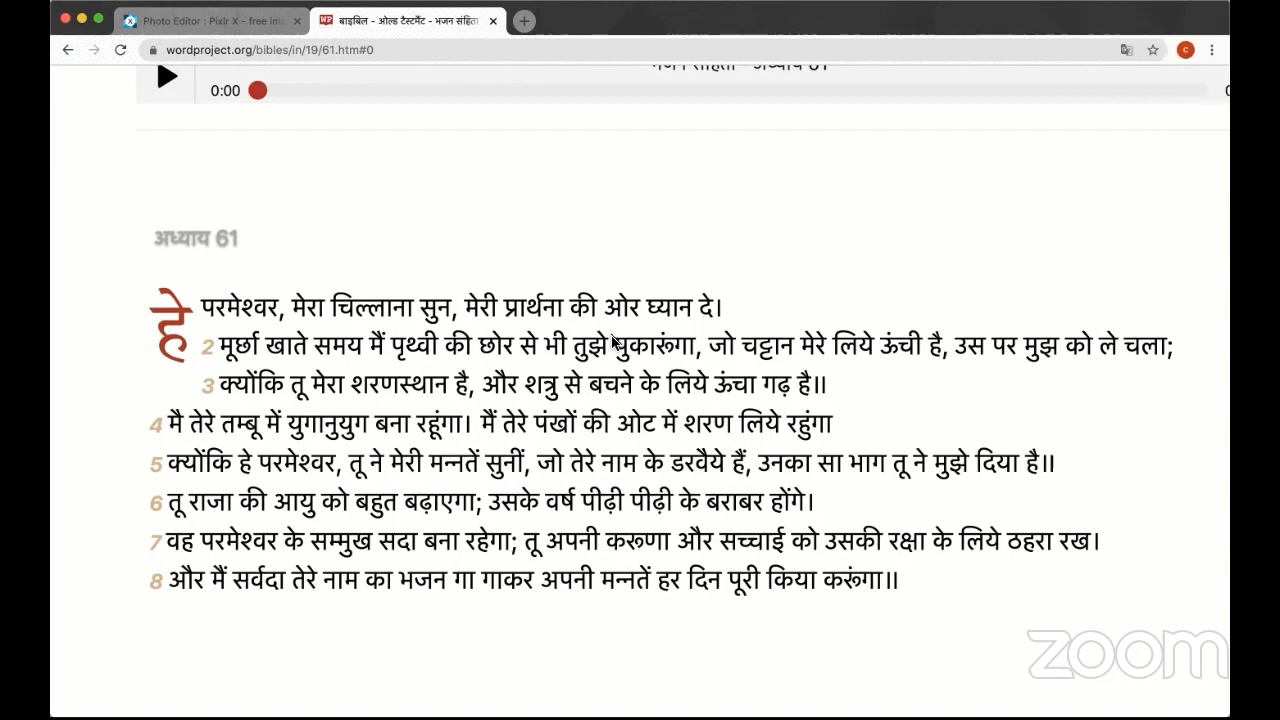 Photo Editor : Pixlr X - free ima
बाइबिल - ओल्ड टैस्टमेंट - भजन संहिता
wordproject.org/bibles/in/19/61.htm#0
C
भजन संहिता - अध्याय 61
0:00
अध्याय 61
हे परमेश्वर, मेरा चिल्लाना सुन, मेरी प्रार्थना की ओर घ्यान दे।
2 मूर्छा खाते समय मैं पृथ्वी की छोर से भी तुझे पुकारूंगा, जो चट्टान मेरे लिये ऊंची है, उस पर मुझ को ले चला;
3 क्योंकि तू मेरा शरणस्थान है, और शत्रु से बचने के लिये ऊंचा गढ़ है॥
4 मै तेरे तम्बू में युगानुयुग बना रहूंगा। मैं तेरे पंखों की ओट में शरण लिये रहुंगा
5 क्योंकि हे परमेश्वर, तू ने मेरी मन्नतें सुनीं, जो तेरे नाम के डरवैये हैं, उनका सा भाग तू ने मुझे दिया है॥
6 तू राजा की आयु को बहुत बढ़ाएगा; उसके वर्ष पीढ़ी पीढ़ी के बराबर होंगे।
7 वह परमेश्वर के सम्मुख सदा बना रहेगा; तू अपनी करूणा और सच्चाई को उसकी रक्षा के लिये ठहरा रख।
8 और मैं सर्वदा तेरे नाम का भजन गा गाकर अपनी मन्नतें हर दिन पूरी किया करूंगा॥
zoom